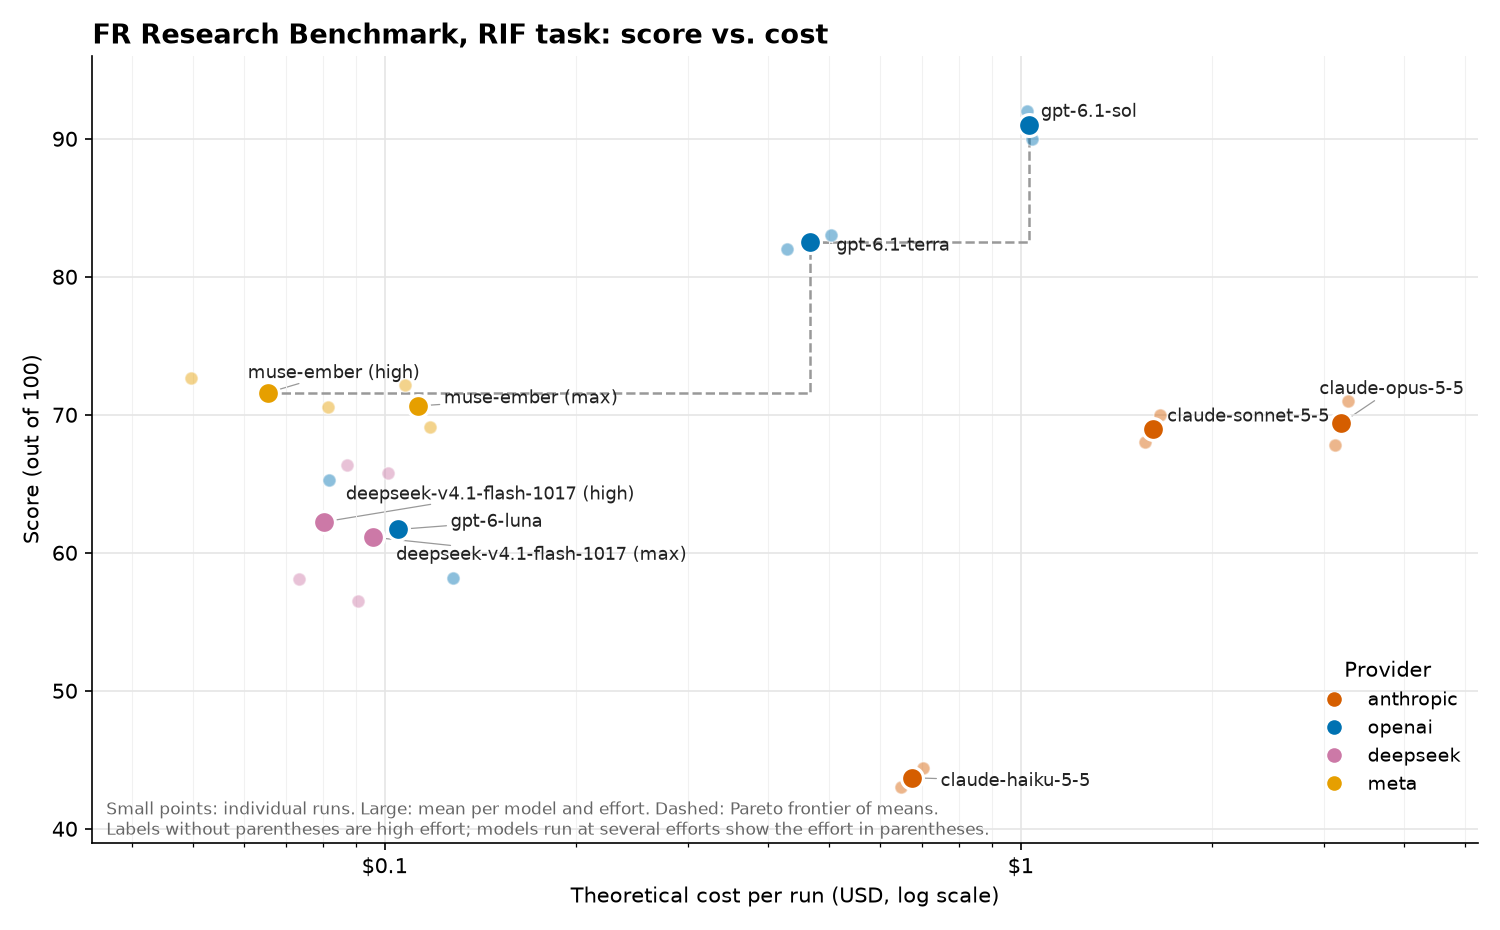 FR Research Benchmark, RIF task: score vs. cost
Score (out of 100)
90
80
70
60
50
40
gpt-6.1-sol
gpt-6.1-terra
muse-ember (high)
muse-ember (max)
claude-opus-5-5
claude-sonnet-5-5
deepseek-v4.1-flash-1017 (high)
gpt-6-luna
deepseek-v4.1-flash-1017 (max)
claude-haiku-5-5
Provider
anthropic
openai
deepseek
meta
Small points: individual runs. Large: mean per model and effort. Dashed: Pareto frontier of means.
Labels without parentheses are high effort; models run at several efforts show the effort in parentheses.
$0.1
$1
Theoretical cost per run (USD, log scale)